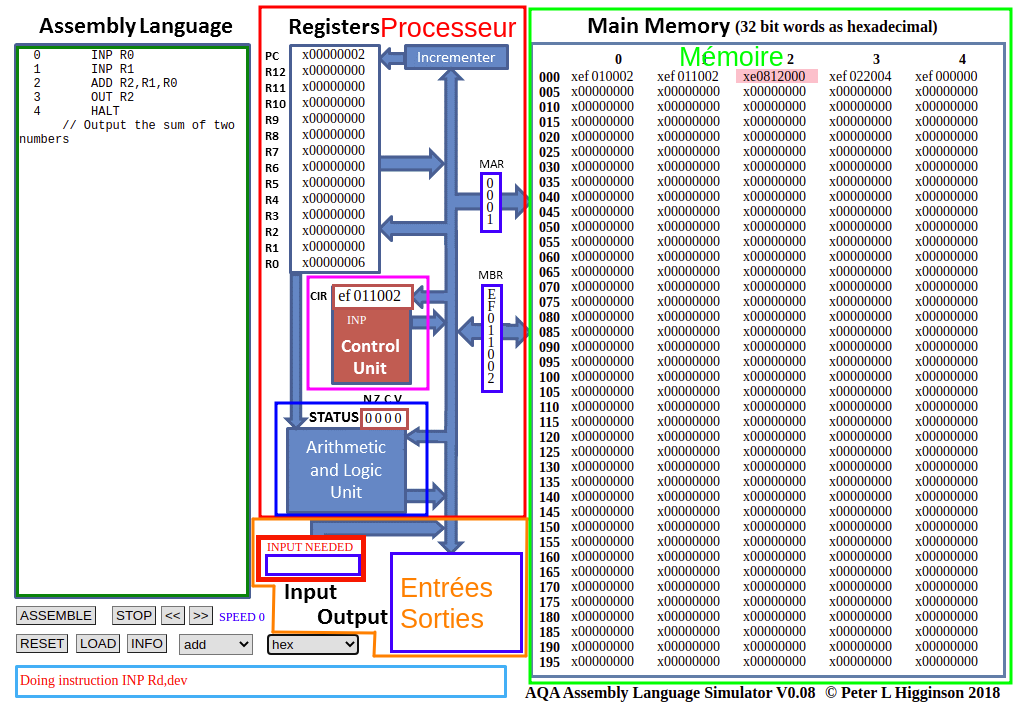 Assembly Language
0 INP R0
1 INP R1
2 ADD R2,R1,R0
3 OUT R2
4 HALT
// Output the sum of two
numbers
Registers
Processeur
PC x00000002
R12 x00000000
R11 x00000000
R10 x00000000
R9 x00000000
R8 x00000000
R7 x00000000
R6 x00000000
R5 x00000000
R4 x00000000
R3 x00000000
R2 x00000000
R1 x00000000
R0 x00000006
Incrementer
MAR
0001
MBR
EF011002
CIR ef 011002
INP
Control
Unit
N Z C V
STATUS 0 0 0 0
Arithmetic
and Logic
Unit
INPUT NEEDED
Input
Output
Entrées
Sorties
ASSEMBLE STOP << >> SPEED 0
RESET LOAD INFO add hex
Doing instruction INP Rd,dev
Main Memory (32 bit words as hexadecimal)
Mémoire
0 1 2 3 4
000 xef 010002 xef 011002 xe0812000 xef 022004 xef 000000
005 x00000000 x00000000 x00000000 x00000000 x00000000
010 x00000000 x00000000 x00000000 x00000000 x00000000
015 x00000000 x00000000 x00000000 x00000000 x00000000
020 x00000000 x00000000 x00000000 x00000000 x00000000
025 x00000000 x00000000 x00000000 x00000000 x00000000
030 x00000000 x00000000 x00000000 x00000000 x00000000
035 x00000000 x00000000 x00000000 x00000000 x00000000
040 x00000000 x00000000 x00000000 x00000000 x00000000
045 x00000000 x00000000 x00000000 x00000000 x00000000
050 x00000000 x00000000 x00000000 x00000000 x00000000
055 x00000000 x00000000 x00000000 x00000000 x00000000
060 x00000000 x00000000 x00000000 x00000000 x00000000
065 x00000000 x00000000 x00000000 x00000000 x00000000
070 x00000000 x00000000 x00000000 x00000000 x00000000
075 x00000000 x00000000 x00000000 x00000000 x00000000
080 x00000000 x00000000 x00000000 x00000000 x00000000
085 x00000000 x00000000 x00000000 x00000000 x00000000
090 x00000000 x00000000 x00000000 x00000000 x00000000
095 x00000000 x00000000 x00000000 x00000000 x00000000
100 x00000000 x00000000 x00000000 x00000000 x00000000
105 x00000000 x00000000 x00000000 x00000000 x00000000
110 x00000000 x00000000 x00000000 x00000000 x00000000
115 x00000000 x00000000 x00000000 x00000000 x00000000
120 x00000000 x00000000 x00000000 x00000000 x00000000
125 x00000000 x00000000 x00000000 x00000000 x00000000
130 x00000000 x00000000 x00000000 x00000000 x00000000
135 x00000000 x00000000 x00000000 x00000000 x00000000
140 x00000000 x00000000 x00000000 x00000000 x00000000
145 x00000000 x00000000 x00000000 x00000000 x00000000
150 x00000000 x00000000 x00000000 x00000000 x00000000
155 x00000000 x00000000 x00000000 x00000000 x00000000
160 x00000000 x00000000 x00000000 x00000000 x00000000
165 x00000000 x00000000 x00000000 x00000000 x00000000
170 x00000000 x00000000 x00000000 x00000000 x00000000
175 x00000000 x00000000 x00000000 x00000000 x00000000
180 x00000000 x00000000 x00000000 x00000000 x00000000
185 x00000000 x00000000 x00000000 x00000000 x00000000
190 x00000000 x00000000 x00000000 x00000000 x00000000
195 x00000000 x00000000 x00000000 x00000000 x00000000
AQA Assembly Language Simulator V0.08 © Peter L Higginson 2018